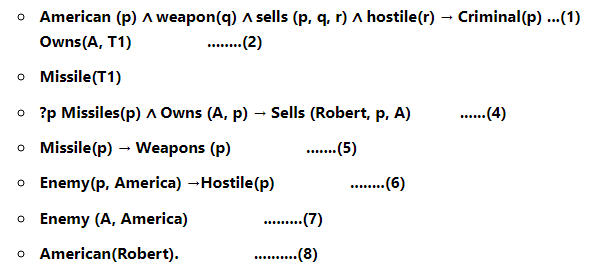 American (p) ∧ weapon(q) ∧ sells (p, q, r) ∧ hostile(r) → Criminal(p) ...(1)
Owns(A, T1) ........(2)
Missile(T1)
?p Missiles(p) ∧ Owns (A, p) → Sells (Robert, p, A) ......(4)
Missile(p) → Weapons (p) .......(5)
Enemy(p, America) →Hostile(p) ........(6)
Enemy (A, America) .........(7)
American(Robert). ..........(8)